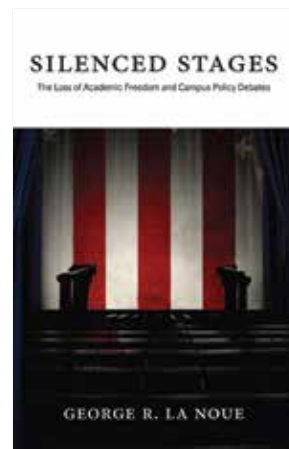 SILENCED STAGES
The Loss of Academic Freedom and Campus Policy Debates
GEORGE R. LA NOUE